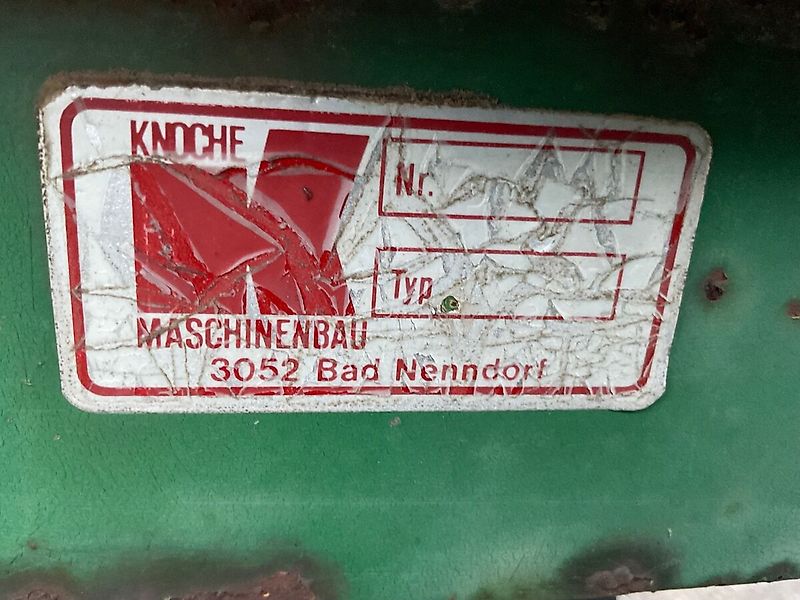 KNOCHE
Nr.
Typ
MASCHINENBAU
3052 Bad Nenndorf